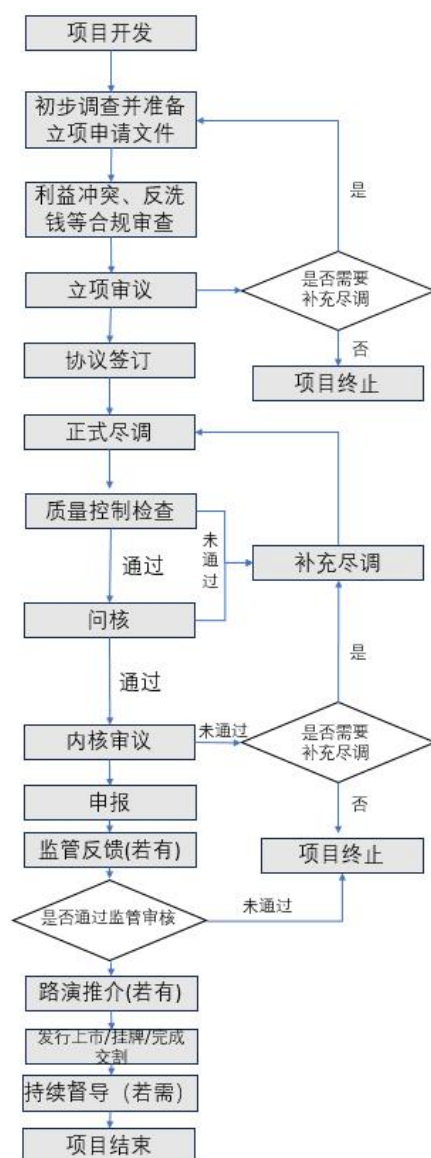 项目开发
初步调查并准备
立项申请文件
是
利益冲突、反洗
钱等合规审查
立项审议
是否需要
补充尽调
否
协议签订
项目终止
正式尽调
质量控制检查
未通过
通过
补充尽调
问核
是
通过
内核审议
未通过
是否需要
补充尽调
申报
否
监管反馈(若有)
项目终止
是否通过监管审核
未通过
路演推介(若有)
发行上市/挂牌/完成
交割
持续督导（若需）
项目结束